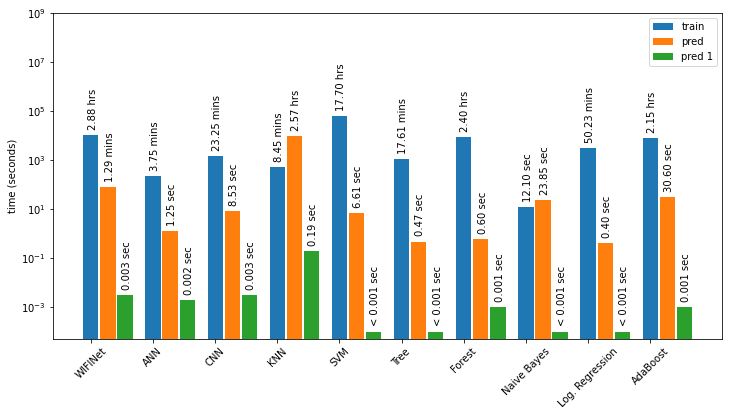 10^9
10^7
10^5
10^3
10^1
10^−1
10^−3
time (seconds)
train
pred
pred 1
2.88 hrs
1.29 mins
0.003 sec
3.75 mins
1.25 sec
0.002 sec
23.25 mins
8.53 sec
0.003 sec
8.45 mins
2.57 hrs
0.19 sec
17.70 hrs
6.61 sec
< 0.001 sec
17.61 mins
0.47 sec
< 0.001 sec
2.40 hrs
0.60 sec
0.001 sec
12.10 sec
23.85 sec
< 0.001 sec
50.23 mins
0.40 sec
< 0.001 sec
2.15 hrs
30.60 sec
0.001 sec
WIFINet
ANN
CNN
KNN
SVM
Tree
Forest
Naive Bayes
Log. Regression
AdaBoost